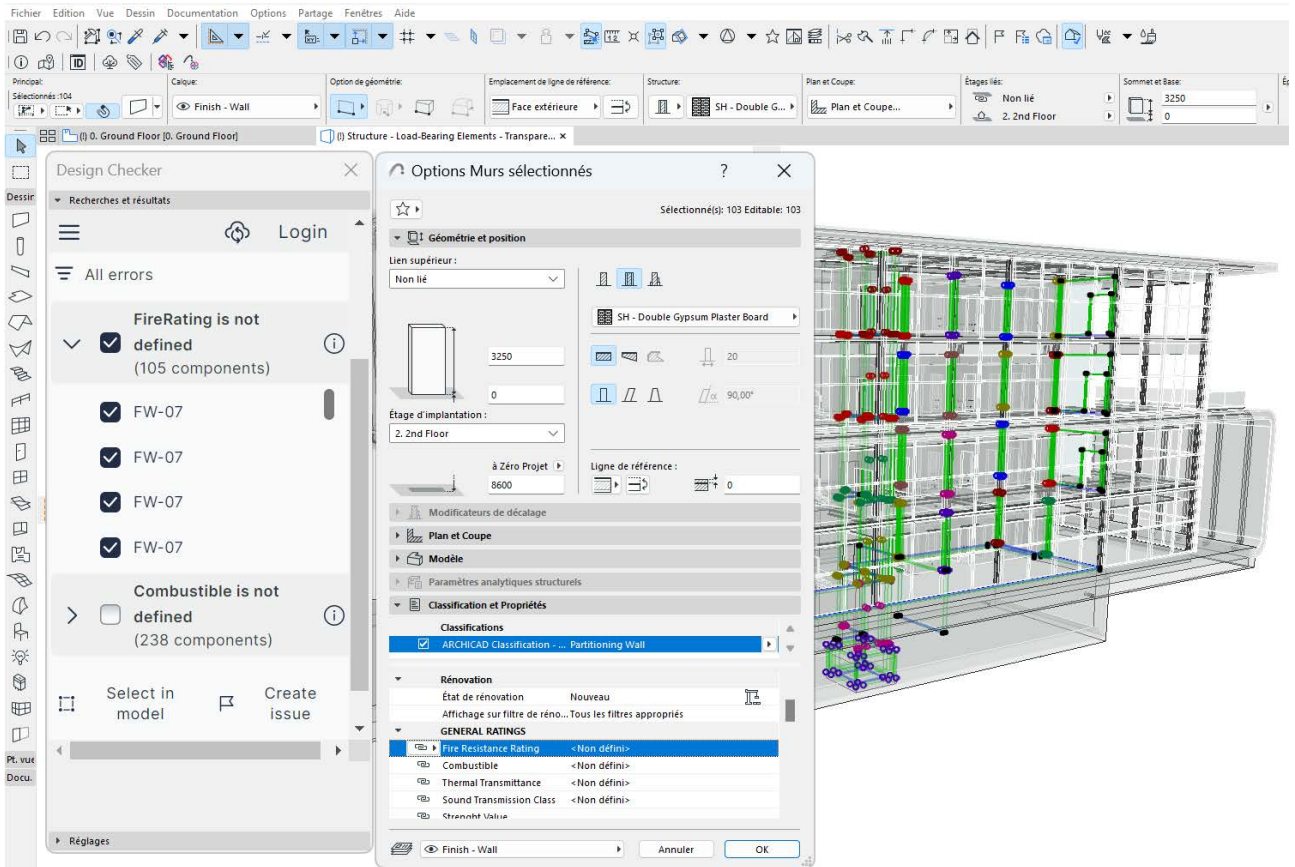 Fichier Edition Vue Dessin Documentation Options Partage Fenêtres Aide
ID
Principal: Calque: Option de géométrie: Emplacement de ligne de référence: Structure: Plan et Coupe: Étages liés: Sommet et Base:
Sélectionnés :104
Finish - Wall Face extérieure SH - Double G... Plan et Coupe... Non lié 3250
2. 2nd Floor 0
(!) 0. Ground Floor [0. Ground Floor] (!) Structure - Load-Bearing Elements - Transpare... ×
Dessin
Pt. vue
Docu.
Design Checker
Recherches et résultats
Login
All errors
FireRating is not
defined
(105 components)
FW-07
FW-07
FW-07
FW-07
Combustible is not
defined
(238 components)
Select in
model
Create
issue
Réglages
Options Murs sélectionnés ? ×
Sélectionné(s): 103 Editable: 103
Géométrie et position
Lien supérieur :
Non lié
SH - Double Gypsum Plaster Board
3250 20
0 α 90,00°
Étage d'implantation :
2. 2nd Floor
à Zéro Projet Ligne de référence :
8600 0
Modificateurs de décalage
Plan et Coupe
Modèle
Paramètres analytiques structurels
Classification et Propriétés
Classifications
ARCHICAD Classification - ... Partitioning Wall
Rénovation
État de rénovation Nouveau
Affichage sur filtre de réno... Tous les filtres appropriés
GENERAL RATINGS
Fire Resistance Rating <Non défini>
Combustible <Non défini>
Thermal Transmittance <Non défini>
Sound Transmission Class <Non défini>
Strenght Value
Finish - Wall Annuler OK